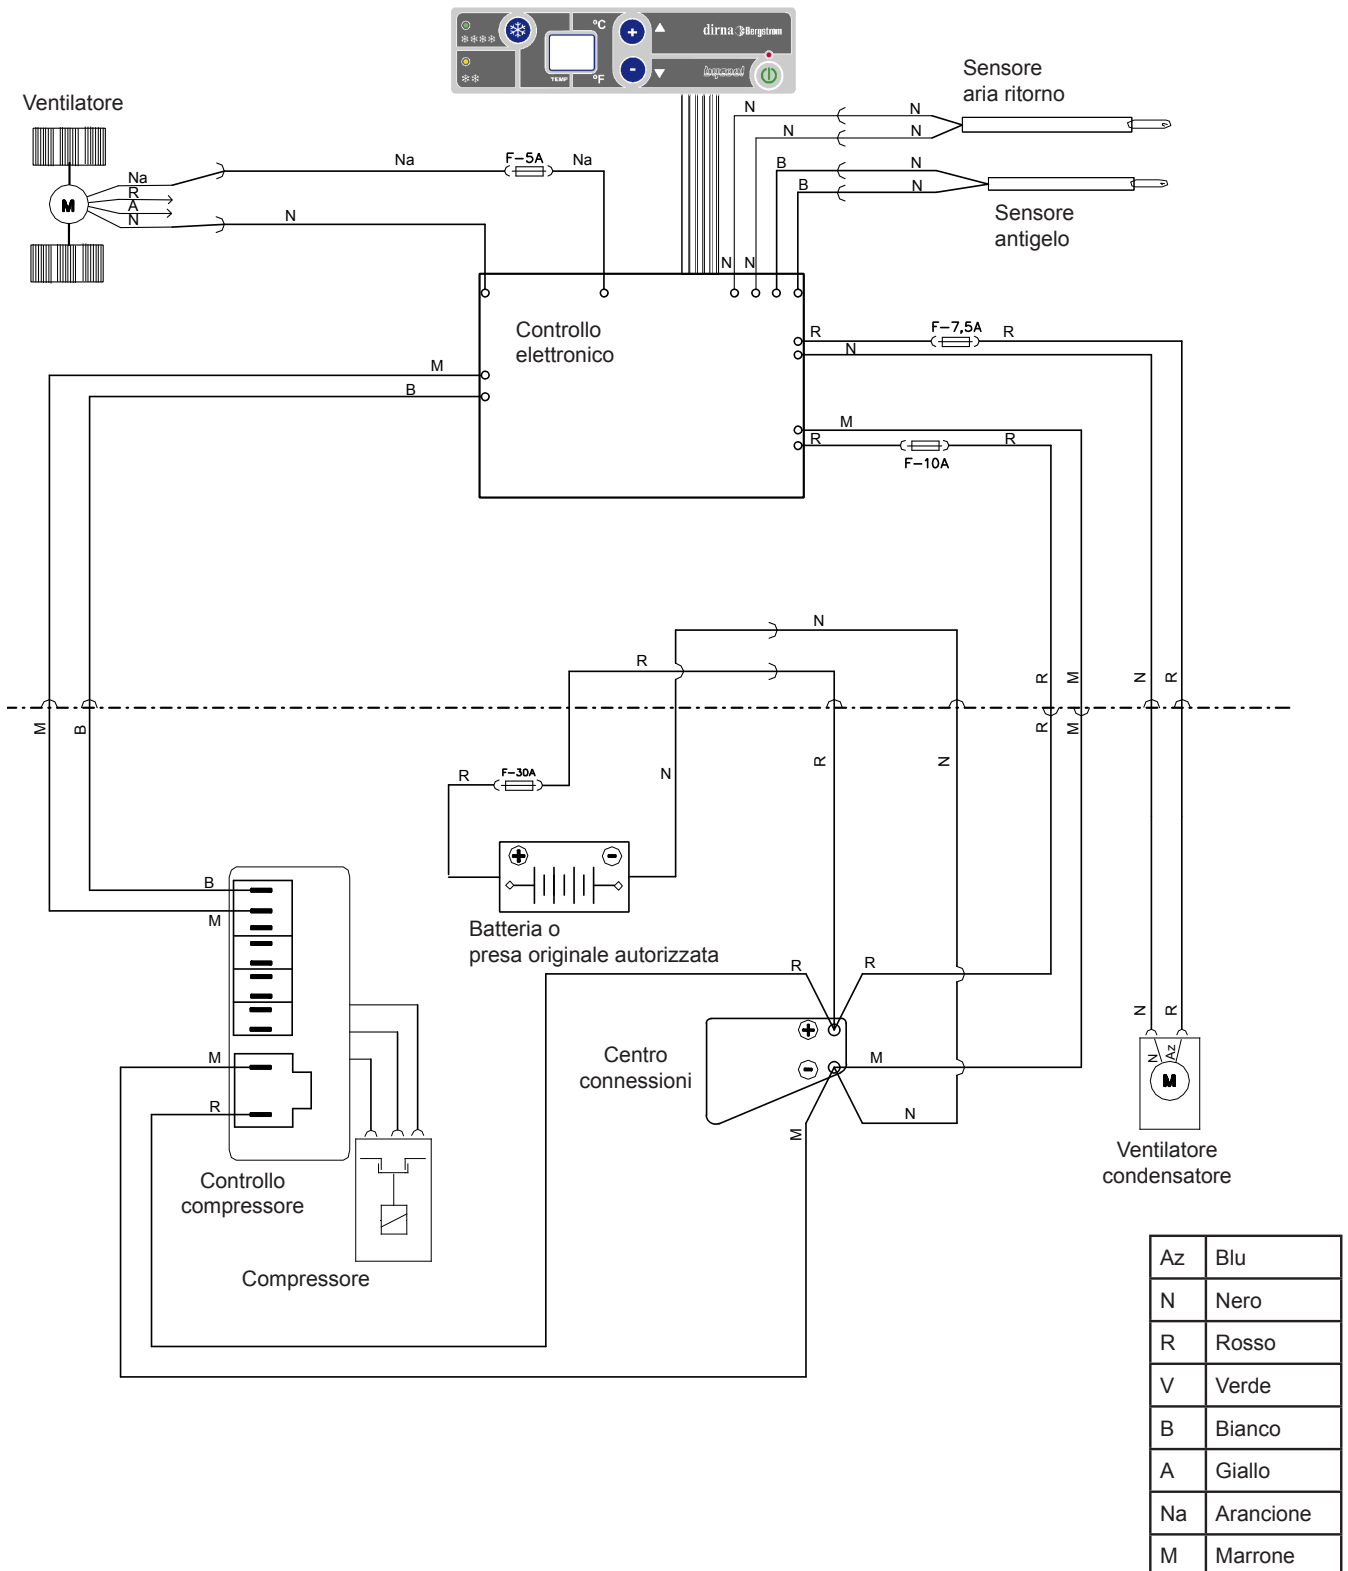 °C
dirna Bergstrom
TEMP
°F
bycool
Ventilatore
Sensore
aria ritorno
N
N
N
N
Na
Na
F-5A
Na
B
N
R
M
A
B
N
N
N
Sensore
antigelo
N
N
Controllo
elettronico
R
F-7,5A
R
N
M
B
M
R
R
F-10A
N
R
R
M
N
R
M
B
R
M
R
F-30A
N
R
N
Batteria o
presa originale autorizzata
B
M
R
R
N
R
Centro
connessioni
M
M
N
Az
M
R
N
M
Ventilatore
condensatore
Controllo
compressore
Compressore
Az Blu
N Nero
R Rosso
V Verde
B Bianco
A Giallo
Na Arancione
M Marrone